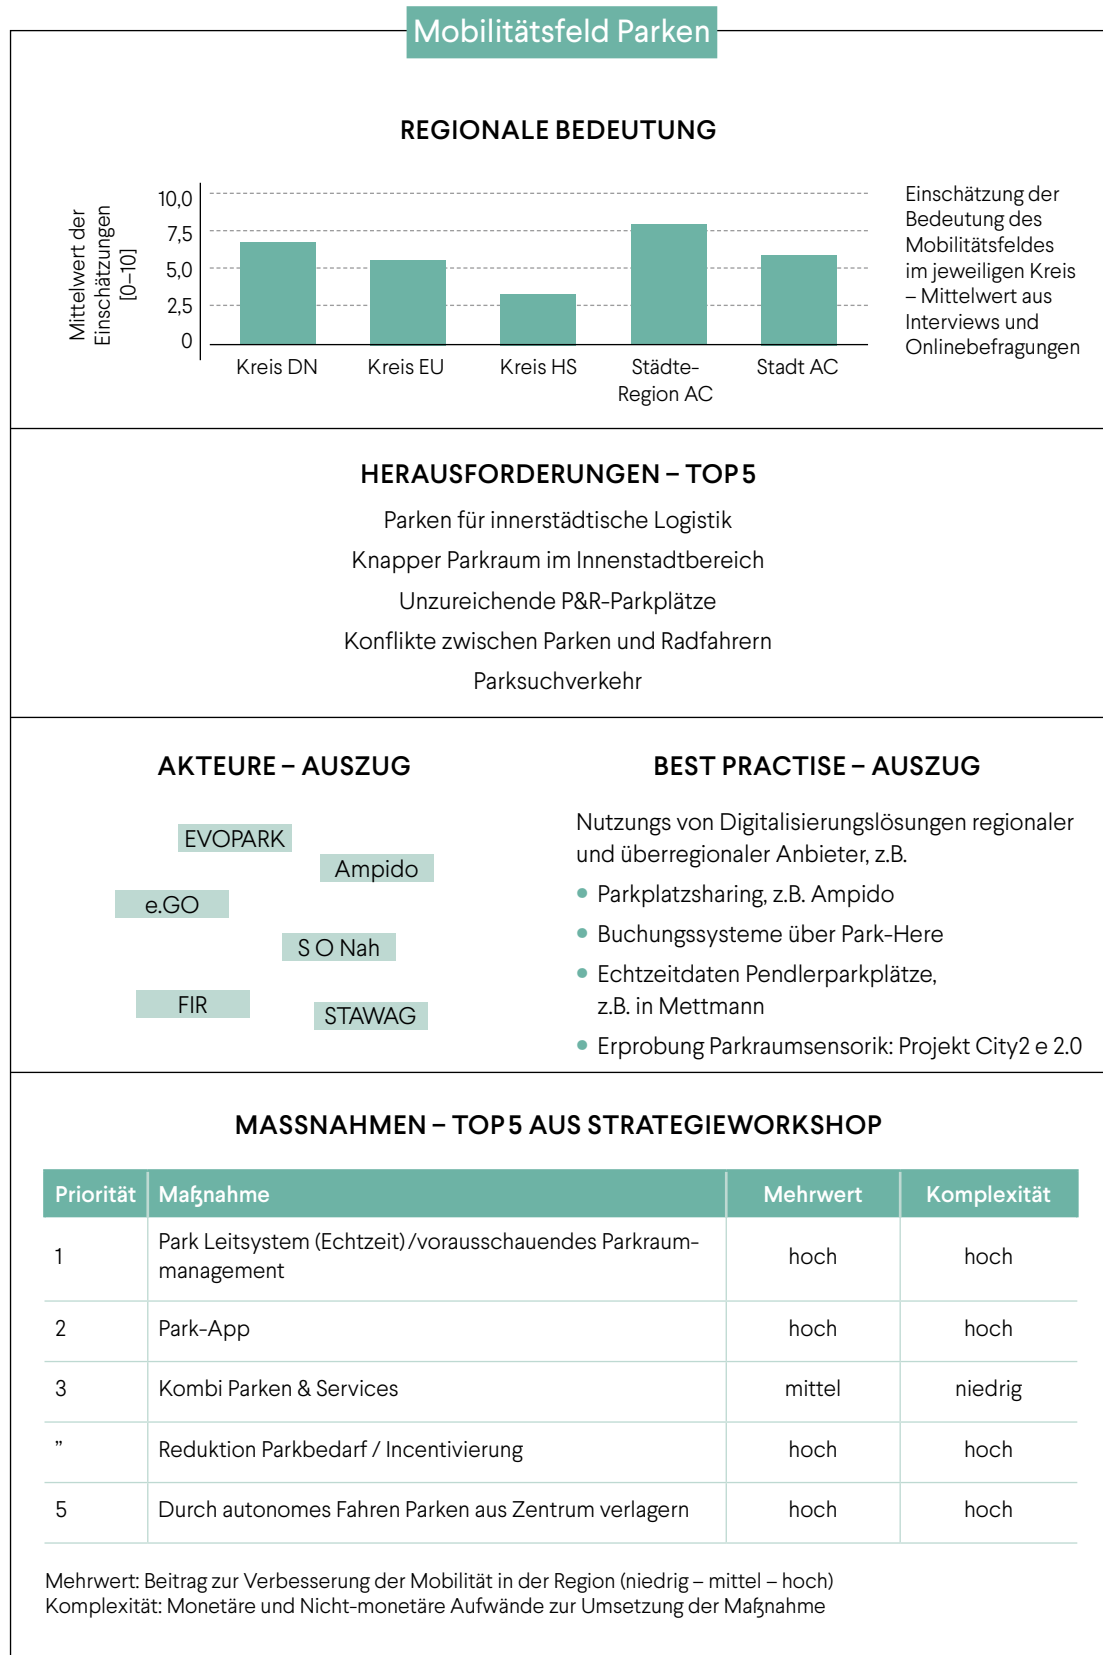 Mobilitätsfeld Parken
REGIONALE BEDEUTUNG
Mittelwert der
Einschätzungen
[0–10]
10,0
7,5
5,0
2,5
0
Kreis DN
Kreis EU
Kreis HS
Städte-
Region AC
Stadt AC
Einschätzung der
Bedeutung des
Mobilitätsfeldes
im jeweiligen Kreis
– Mittelwert aus
Interviews und
Onlinebefragungen
HERAUSFORDERUNGEN – TOP 5
Parken für innerstädtische Logistik
Knapper Parkraum im Innenstadtbereich
Unzureichende P&R-Parkplätze
Konflikte zwischen Parken und Radfahrern
Parksuchverkehr
AKTEURE – AUSZUG
EVOPARK
Ampido
e.GO
S O Nah
FIR
STAWAG
BEST PRACTISE – AUSZUG
Nutzungs von Digitalisierungslösungen regionaler
und überregionaler Anbieter, z.B.
• Parkplatzsharing, z.B. Ampido
• Buchungssysteme über Park-Here
• Echtzeitdaten Pendlerparkplätze,
z.B. in Mettmann
• Erprobung Parkraumsensorik: Projekt City2 e 2.0
MASSNAHMEN – TOP 5 AUS STRATEGIEWORKSHOP
Priorität Maßnahme Mehrwert Komplexität
1 Park Leitsystem (Echtzeit)/vorausschauendes Parkraum-
management hoch hoch
2 Park-App hoch hoch
3 Kombi Parken & Services mittel niedrig
” Reduktion Parkbedarf / Incentivierung hoch hoch
5 Durch autonomes Fahren Parken aus Zentrum verlagern hoch hoch
Mehrwert: Beitrag zur Verbesserung der Mobilität in der Region (niedrig – mittel – hoch)
Komplexität: Monetäre und Nicht-monetäre Aufwände zur Umsetzung der Maßnahme